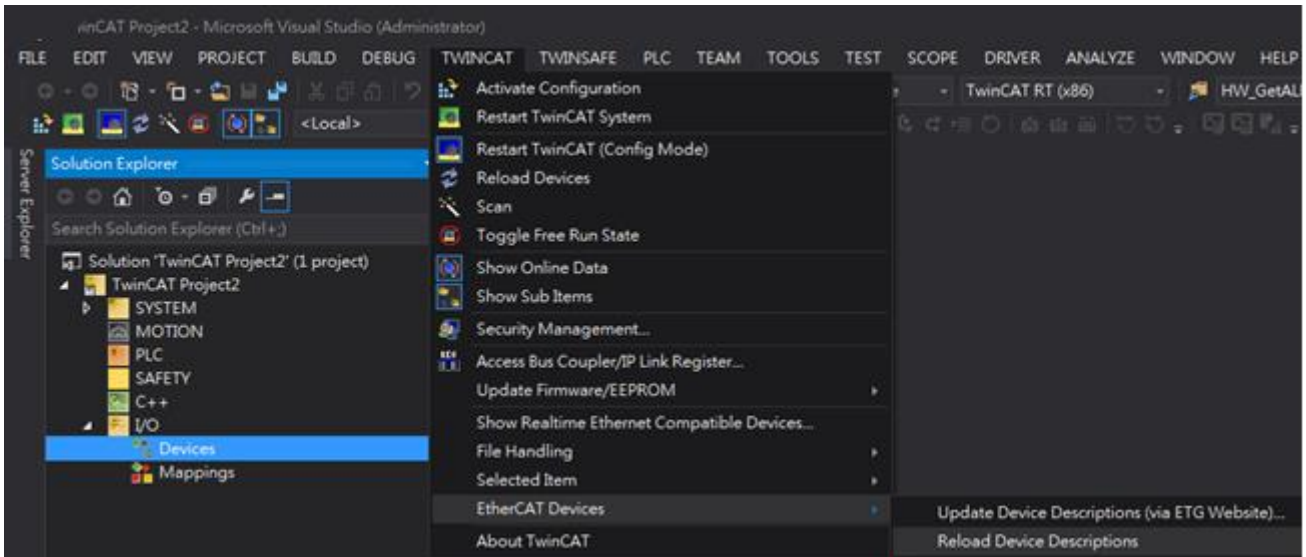 inCAT Project2 - Microsoft Visual Studio (Administrator)
FILE EDIT VIEW PROJECT BUILD DEBUG TWINCAT TWINSAFE PLC TEAM TOOLS TEST SCOPE DRIVER ANALYZE WINDOW HELP
TwinCAT RT (x86) HW_GetALI
<Local>
Server Explorer
Solution Explorer
Search Solution Explorer (Ctrl+;)
Solution 'TwinCAT Project2' (1 project)
TwinCAT Project2
SYSTEM
MOTION
PLC
SAFETY
C++
I/O
Devices
Mappings
Activate Configuration
Restart TwinCAT System
Restart TwinCAT (Config Mode)
Reload Devices
Scan
Toggle Free Run State
Show Online Data
Show Sub Items
Security Management...
Access Bus Coupler/IP Link Register...
Update Firmware/EEPROM
Show Realtime Ethernet Compatible Devices...
File Handling
Selected Item
EtherCAT Devices
About TwinCAT
Update Device Descriptions (via ETG Website)...
Reload Device Descriptions